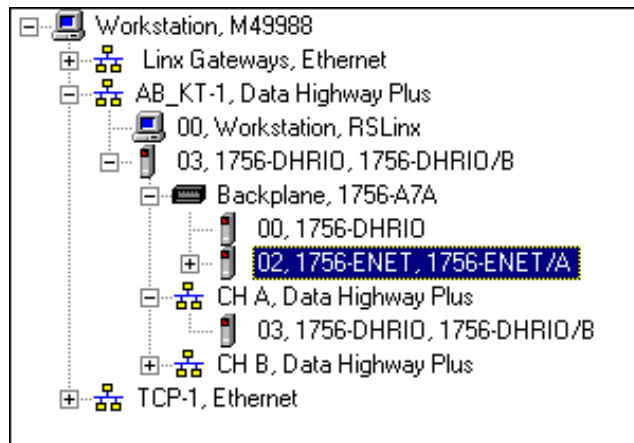 Workstation, M49988
Linx Gateways, Ethernet
AB_KT-1, Data Highway Plus
00, Workstation, RSLinx
03, 1756-DHRIO, 1756-DHRIO/B
Backplane, 1756-A7A
00, 1756-DHRIO
02, 1756-ENET, 1756-ENET/A
CH A, Data Highway Plus
03, 1756-DHRIO, 1756-DHRIO/B
CH B, Data Highway Plus
TCP-1, Ethernet